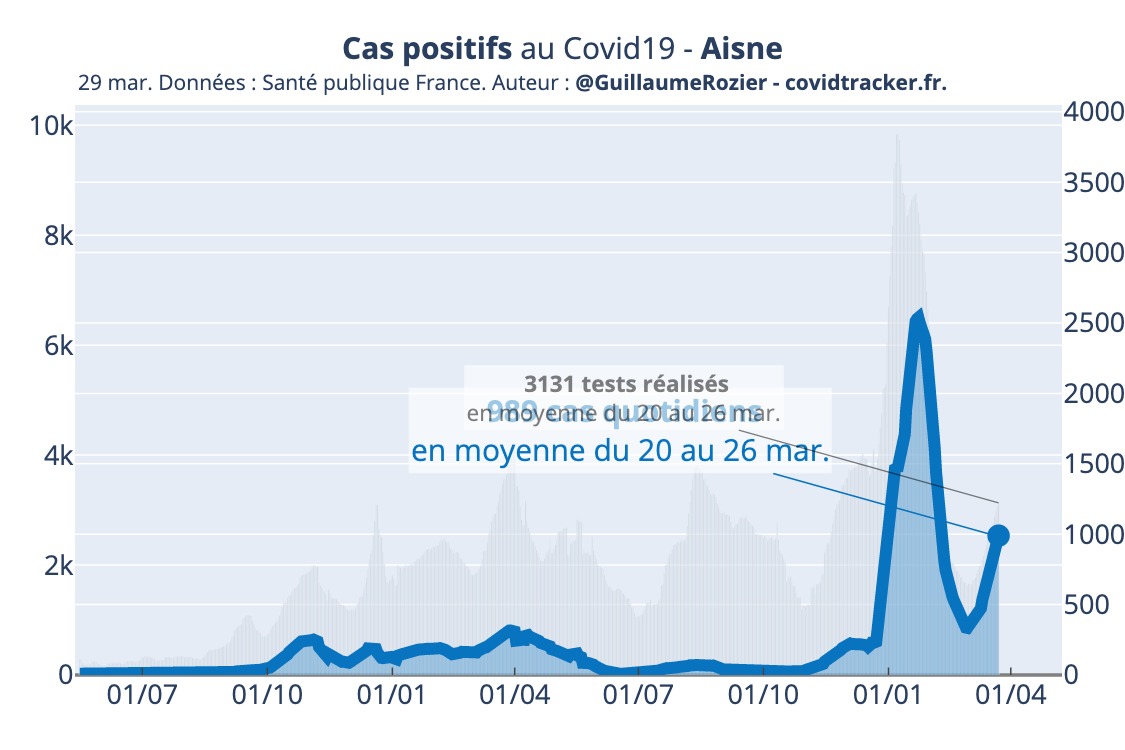 Cas positifs au Covid19 - Aisne
29 mar. Données : Santé publique France. Auteur : @GuillaumeRozier - covidtracker.fr.
10k
8k
6k
4k
2k
0
4000
3500
3000
2500
2000
1500
1000
500
0
3131 tests réalisés
en moyenne du 20 au 26 mar.
989 cas quotidiens
en moyenne du 20 au 26 mar.
01/07 01/10 01/01 01/04 01/07 01/10 01/01 01/04